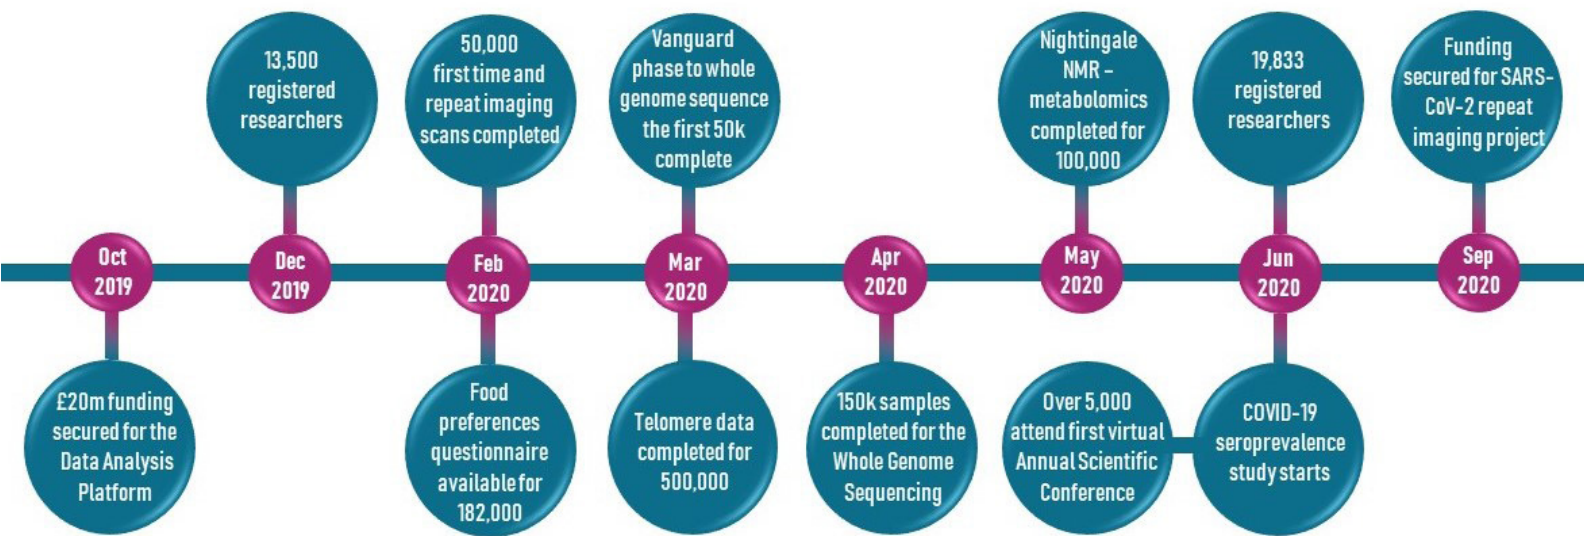 Oct
2019
£20m funding
secured for the
Data Analysis
Platform
13,500
registered
researchers
Dec
2019
50,000
first time and
repeat imaging
scans completed
Feb
2020
Food
preferences
questionnaire
available for
182,000
Vanguard
phase to whole
genome sequence
the first 50k
complete
Mar
2020
Telomere data
completed for
500,000
Apr
2020
150k samples
completed for the
Whole Genome
Sequencing
Nightingale
NMR –
metabolomics
completed for
100,000
May
2020
19,833
registered
researchers
Jun
2020
Over 5,000
attend first virtual
Annual Scientific
Conference
COVID-19
seroprevalence
study starts
Funding
secured for SARS-
CoV-2 repeat
imaging project
Sep
2020